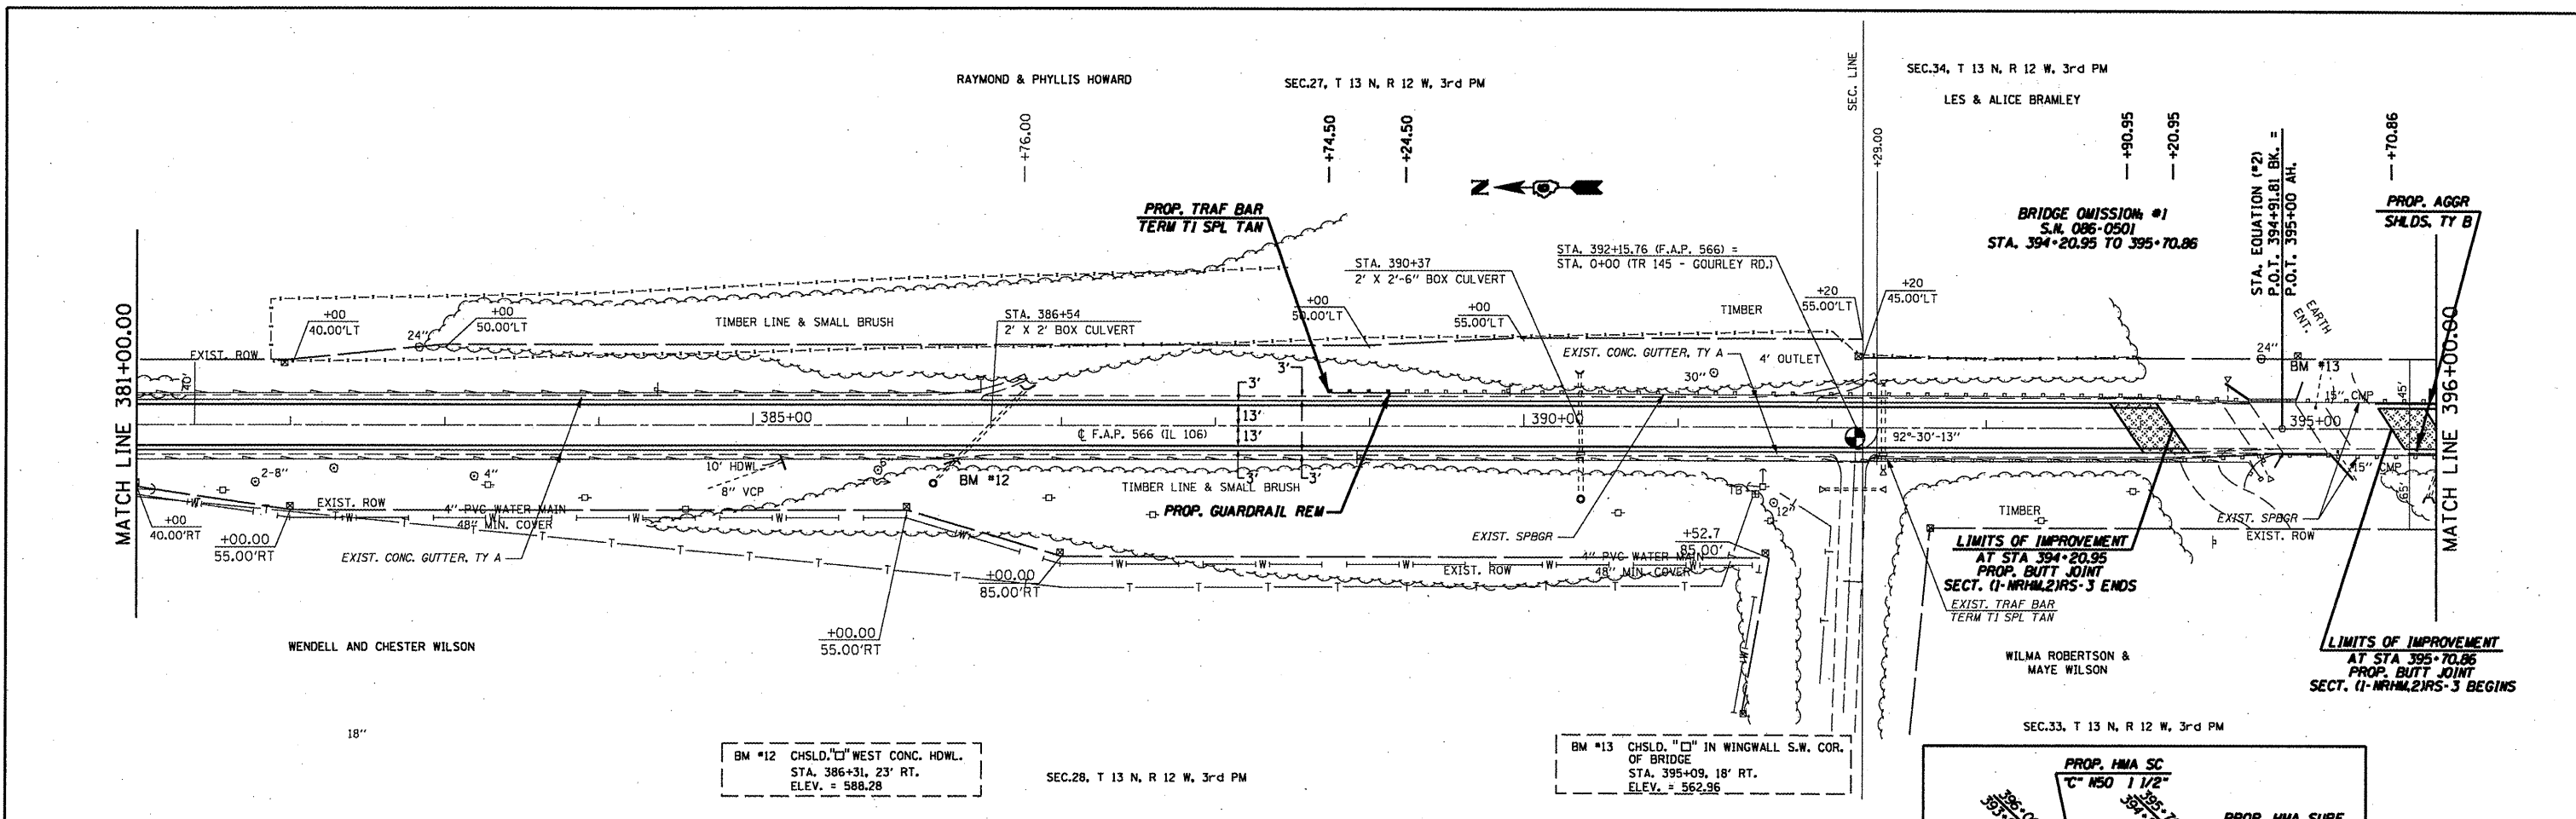 RAYMOND & PHYLLIS HOWARD
SEC.27, T 13 N, R 12 W, 3rd PM
SEC. LINE
SEC.34, T 13 N, R 12 W, 3rd PM
LES & ALICE BRAMLEY
+76.00
+74.50
+24.50
+29.00
+90.95
+20.95
STA. EQUATION (#2)
P.O.T. 394+91.81 BK. =
P.O.T. 395+00 AH.
+70.86
N
PROP. TRAF BAR
TERM T1 SPL TAN
BRIDGE OMISSION: #1
S.N. 086-0501
STA. 394+20.95 TO 395+70.86
PROP. AGGR
SHLDS. TY B
STA. 392+15.76 (F.A.P. 566) =
STA. 0+00 (TR 145 - GOURLEY RD.)
STA. 390+37
2' X 2'-6" BOX CULVERT
MATCH LINE 381+00.00
+00
40.00'LT
24"
+00
50.00'LT
TIMBER LINE & SMALL BRUSH
STA. 386+54
2' X 2' BOX CULVERT
+00
50.00'LT
+00
55.00'LT
TIMBER
+20
55.00'LT
+20
45.00'LT
EARTH
ENT.
MATCH LINE 396+00.00
EXIST. ROW
40'
EXIST. CONC. GUTTER, TY A
4' OUTLET
30"
24"
BM #13
3'
3'
13'
13'
3'
3'
15" CMP
45'
385+00
390+00
395+00
℄ F.A.P. 566 (IL 106)
92°-30'-13"
2-8"
4"
10' HDWL
8" VCP
6"
BM #12
TIMBER LINE & SMALL BRUSH
15" CMP
65'
EXIST. ROW
4" PVC WATER MAIN
48" MIN. COVER
PROP. GUARDRAIL REM
TB
12"
TIMBER
EXIST. SPBGR
EXIST. ROW
+00
40.00'RT
+00.00
55.00'RT
EXIST. CONC. GUTTER, TY A
EXIST. SPBGR
+52.7
85.00'
4" PVC WATER MAIN
48" MIN. COVER
EXIST. ROW
+00.00
85.00'RT
LIMITS OF IMPROVEMENT
AT STA 394+20.95
PROP. BUTT JOINT
SECT. (1-NRHM,2)RS-3 ENDS
EXIST. TRAF BAR
TERM T1 SPL TAN
+00.00
55.00'RT
WENDELL AND CHESTER WILSON
WILMA ROBERTSON &
MAYE WILSON
LIMITS OF IMPROVEMENT
AT STA 395+70.86
PROP. BUTT JOINT
SECT. (1-NRHM,2)RS-3 BEGINS
18"
SEC.33, T 13 N, R 12 W, 3rd PM
BM #12 CHSLD."□" WEST CONC. HDWL.
STA. 386+31, 23' RT.
ELEV. = 588.28
SEC.28, T 13 N, R 12 W, 3rd PM
BM #13 CHSLD. "□" IN WINGWALL S.W. COR.
OF BRIDGE
STA. 395+09, 18' RT.
ELEV. = 562.96
PROP. HMA SC
"C" N50 1 1/2"
PROP. HMA SURF